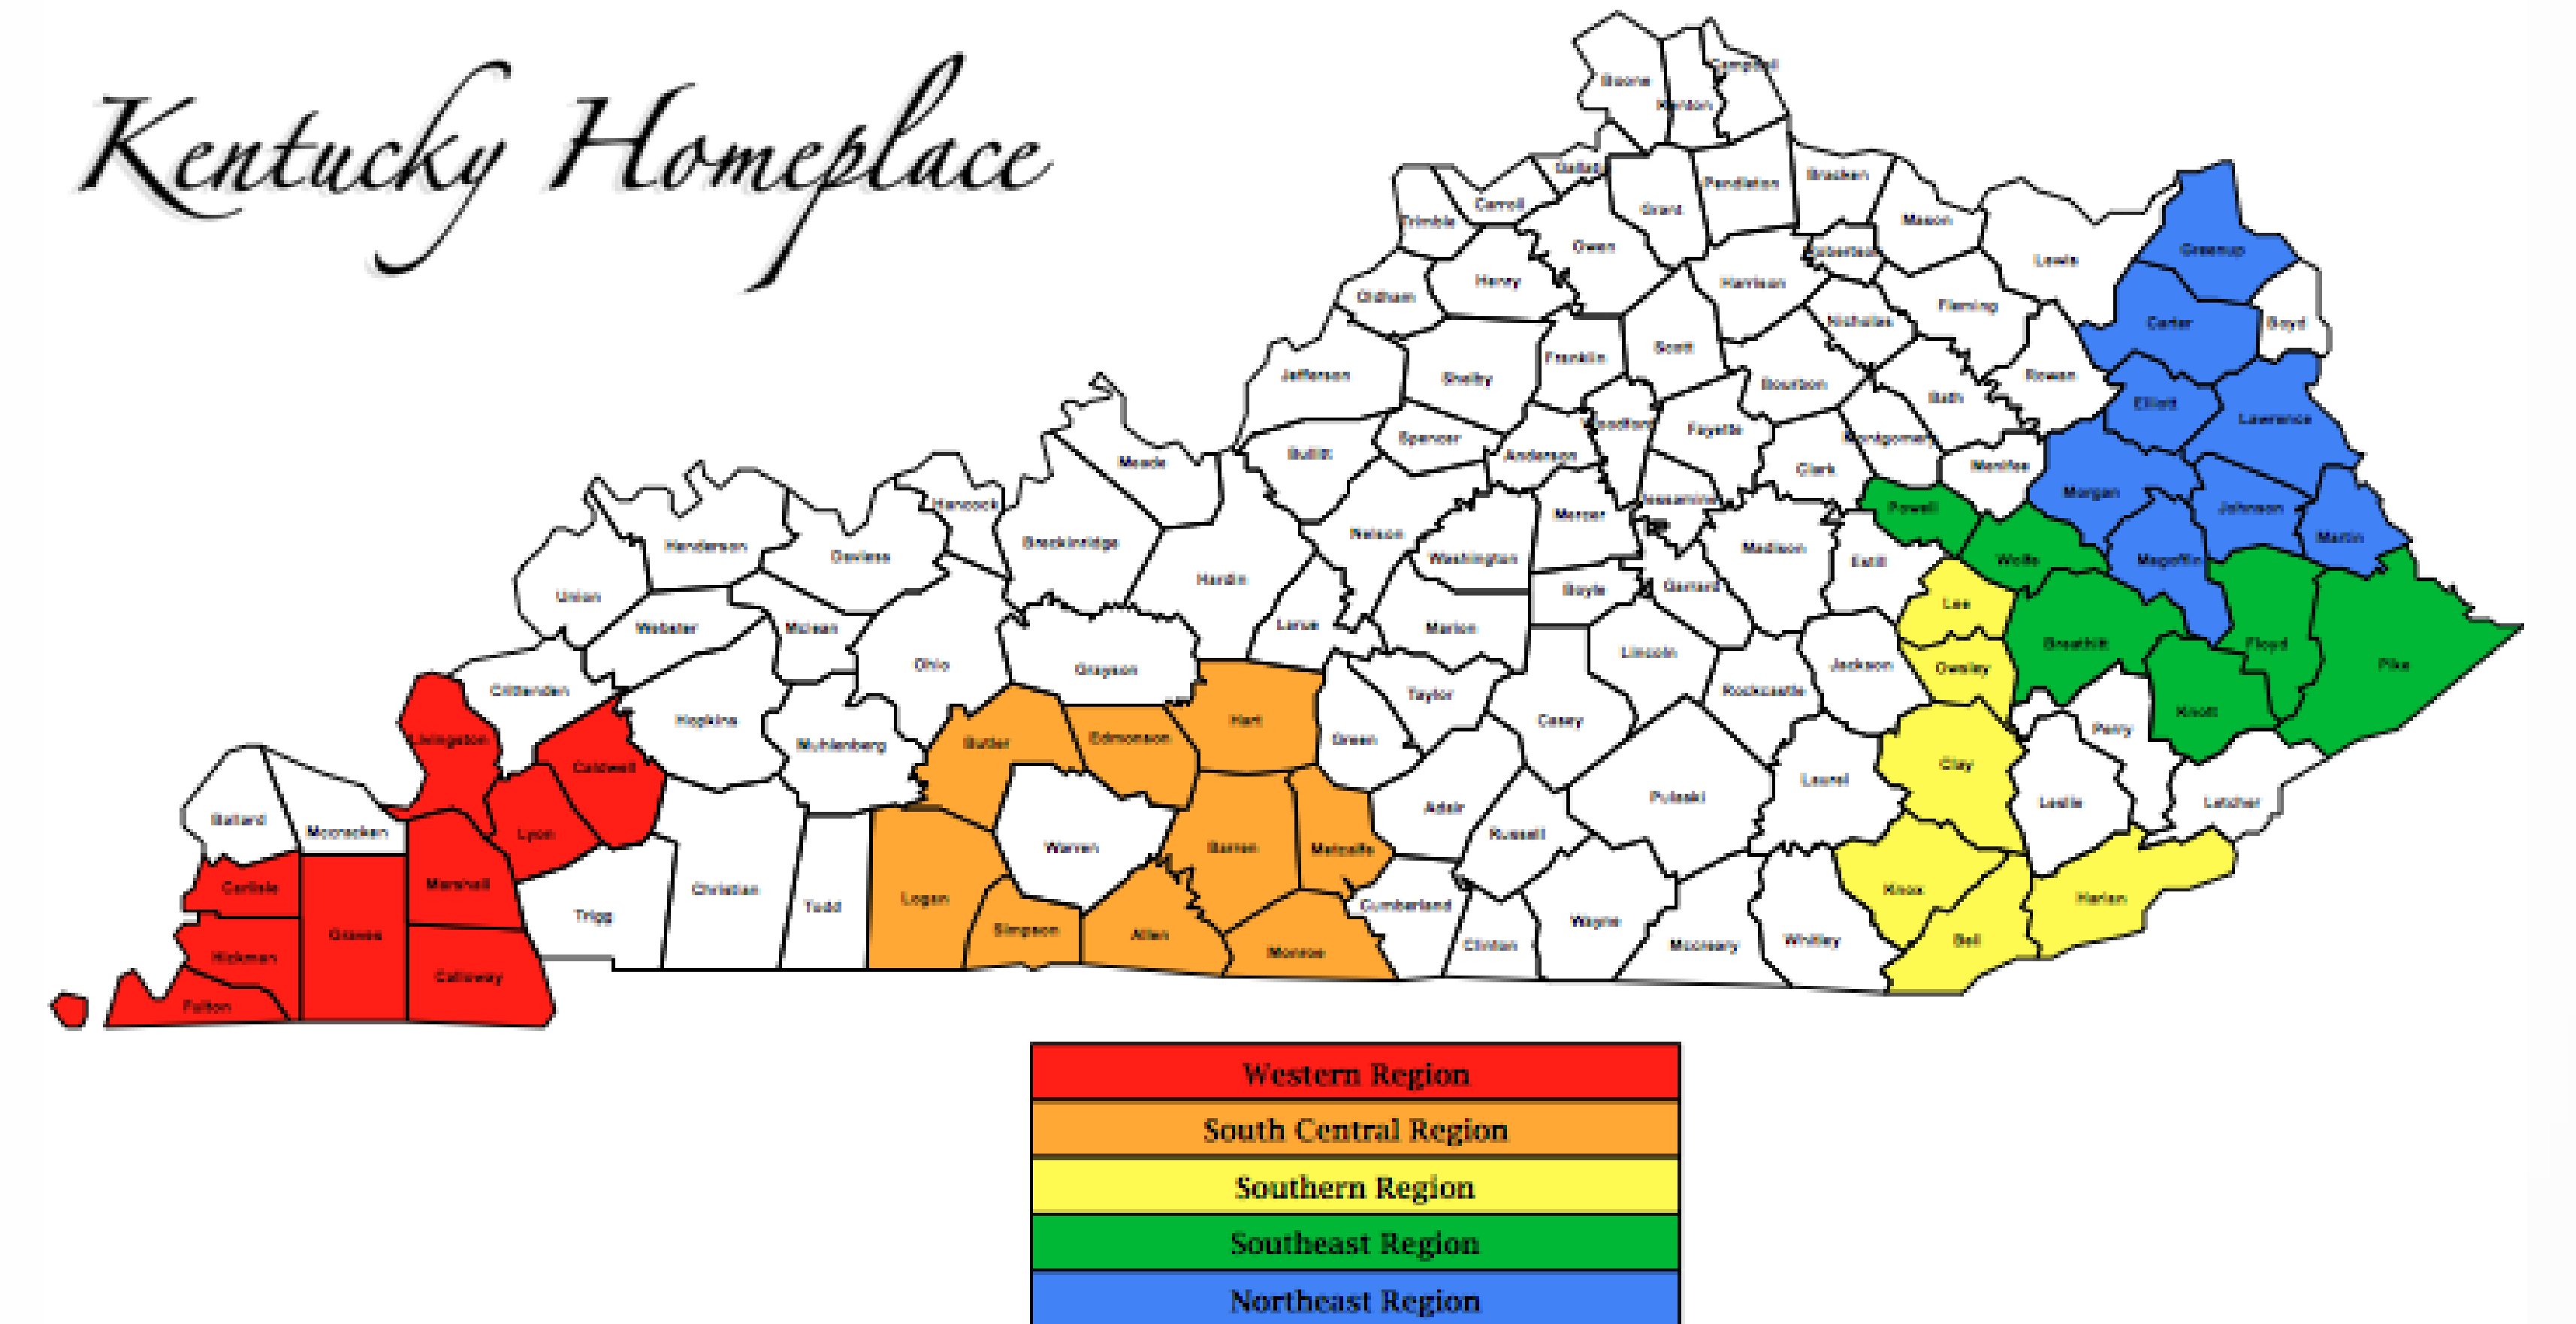 Kentucky Homeplace
Boone
Kenton
Campbell
Carroll
Trimble
Grant
Pendleton
Bracken
Mason
Owen
Lewis
Greenup
Henry
Harrison
Oldham
Fleming
Carter
Boyd
Nicholas
Franklin
Scott
Jefferson
Shelby
Bourbon
Rowan
Bath
Elliott
Lawrence
Spencer
Fayette
Bullitt
Anderson
Clark
Menifee
Meade
Morgan
Johnson
Martin
Hancock
Powell
Mercer
Nelson
Henderson
Daviess
Breckinridge
Washington
Madison
Estill
Wolfe
Magoffin
Hardin
Boyle
Garrard
Union
Lee
Webster
Mclean
Larue
Marion
Lincoln
Breathitt
Floyd
Ohio
Grayson
Owsley
Pike
Crittenden
Taylor
Jackson
Rockcastle
Hopkins
Hart
Casey
Knott
Perry
Livingston
Muhlenberg
Butler
Edmonson
Green
Caldwell
Clay
Laurel
Pulaski
Adair
Leslie
Letcher
Ballard
Mccracken
Lyon
Russell
Warren
Barren
Metcalfe
Carlisle
Marshall
Christian
Todd
Logan
Cumberland
Knox
Harlan
Trigg
Graves
Simpson
Allen
Wayne
Whitley
Bell
Monroe
Clinton
Mccreary
Hickman
Calloway
Fulton
Western Region
South Central Region
Southern Region
Southeast Region
Northeast Region